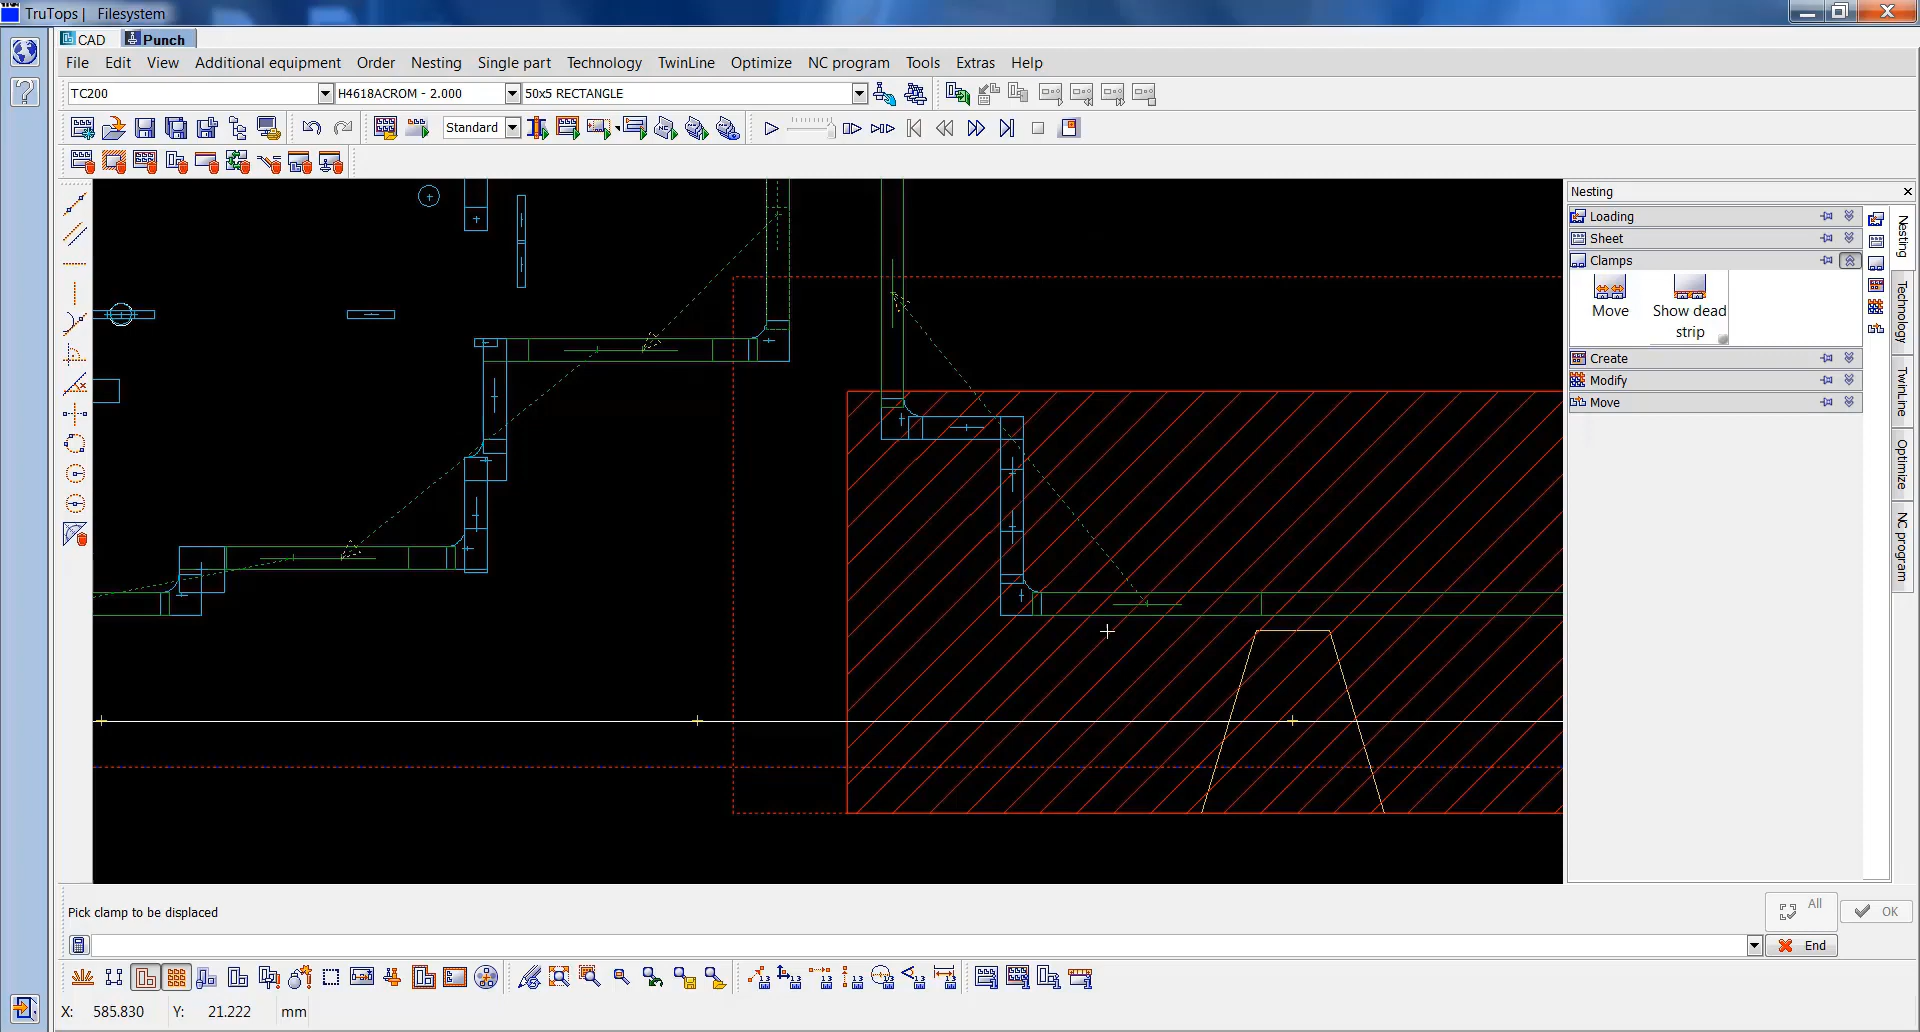 TruTops | Filesystem
CAD Punch
File Edit View Additional equipment Order Nesting Single part Technology TwinLine Optimize NC program Tools Extras Help
TC200 H4618ACROM - 2.000 50x5 RECTANGLE
Standard
Nesting
Loading
Sheet
Clamps
Move
Show dead
strip
Create
Modify
Move
Nesting
Technology
TwinLine
Optimize
NC program
Pick clamp to be displaced
All
OK
End
X: 585.830 Y: 21.222 mm